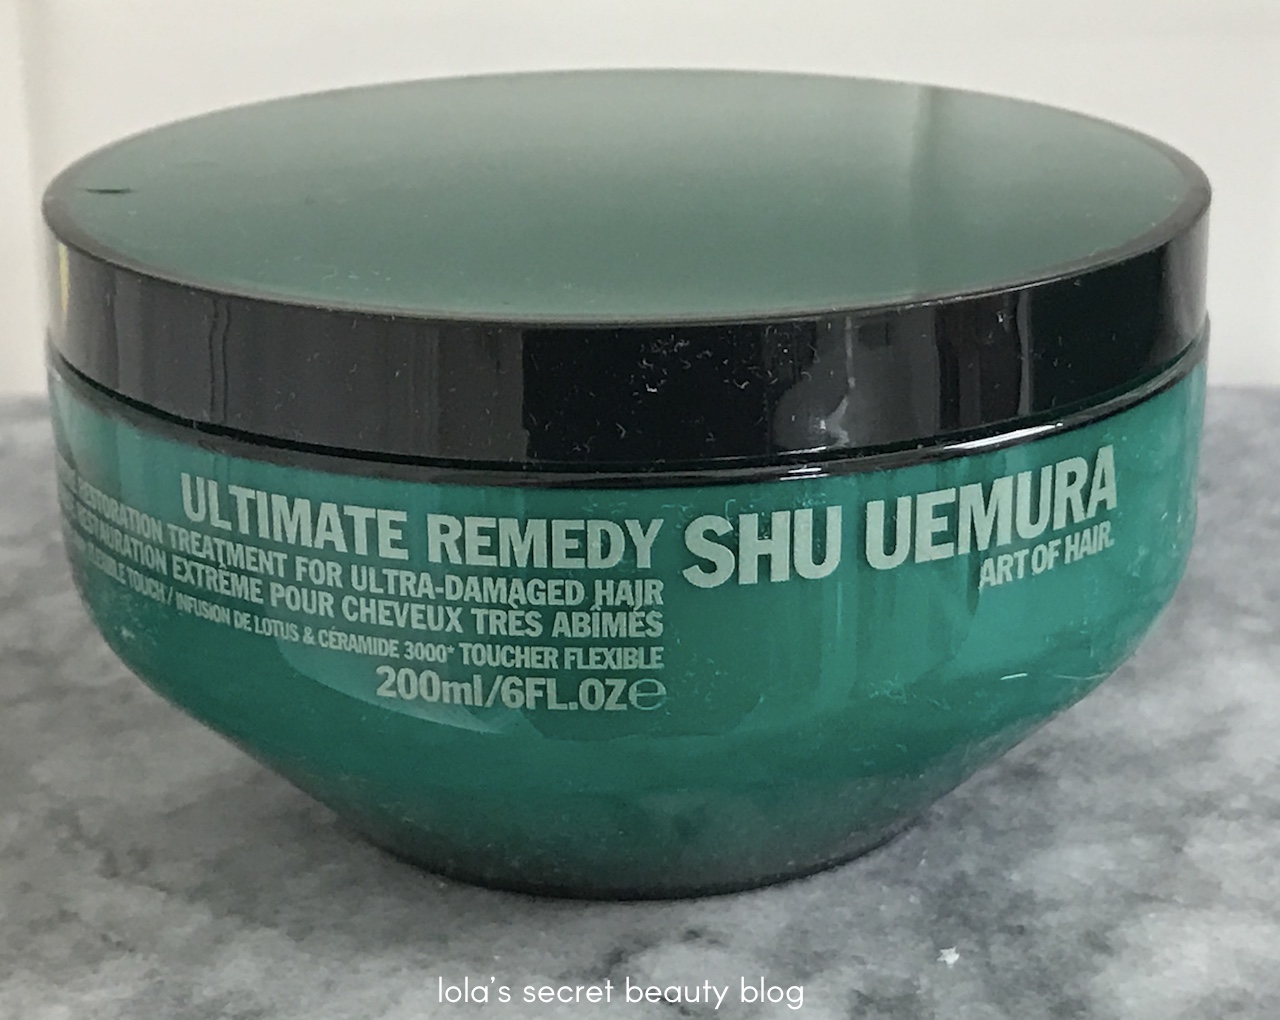 ULTIMATE REMEDY
RESTORATION TREATMENT FOR ULTRA-DAMAGED HAIR
RESTAURATION EXTRÊME POUR CHEVEUX TRÈS ABÎMÉS
TOUCH / INFUSION DE LOTUS & CÉRAMIDE 3000* TOUCHER FLEXIBLE
200ml/6FL.OZ℮
SHU UEMURA
ART OF HAIR.
lola's secret beauty blog